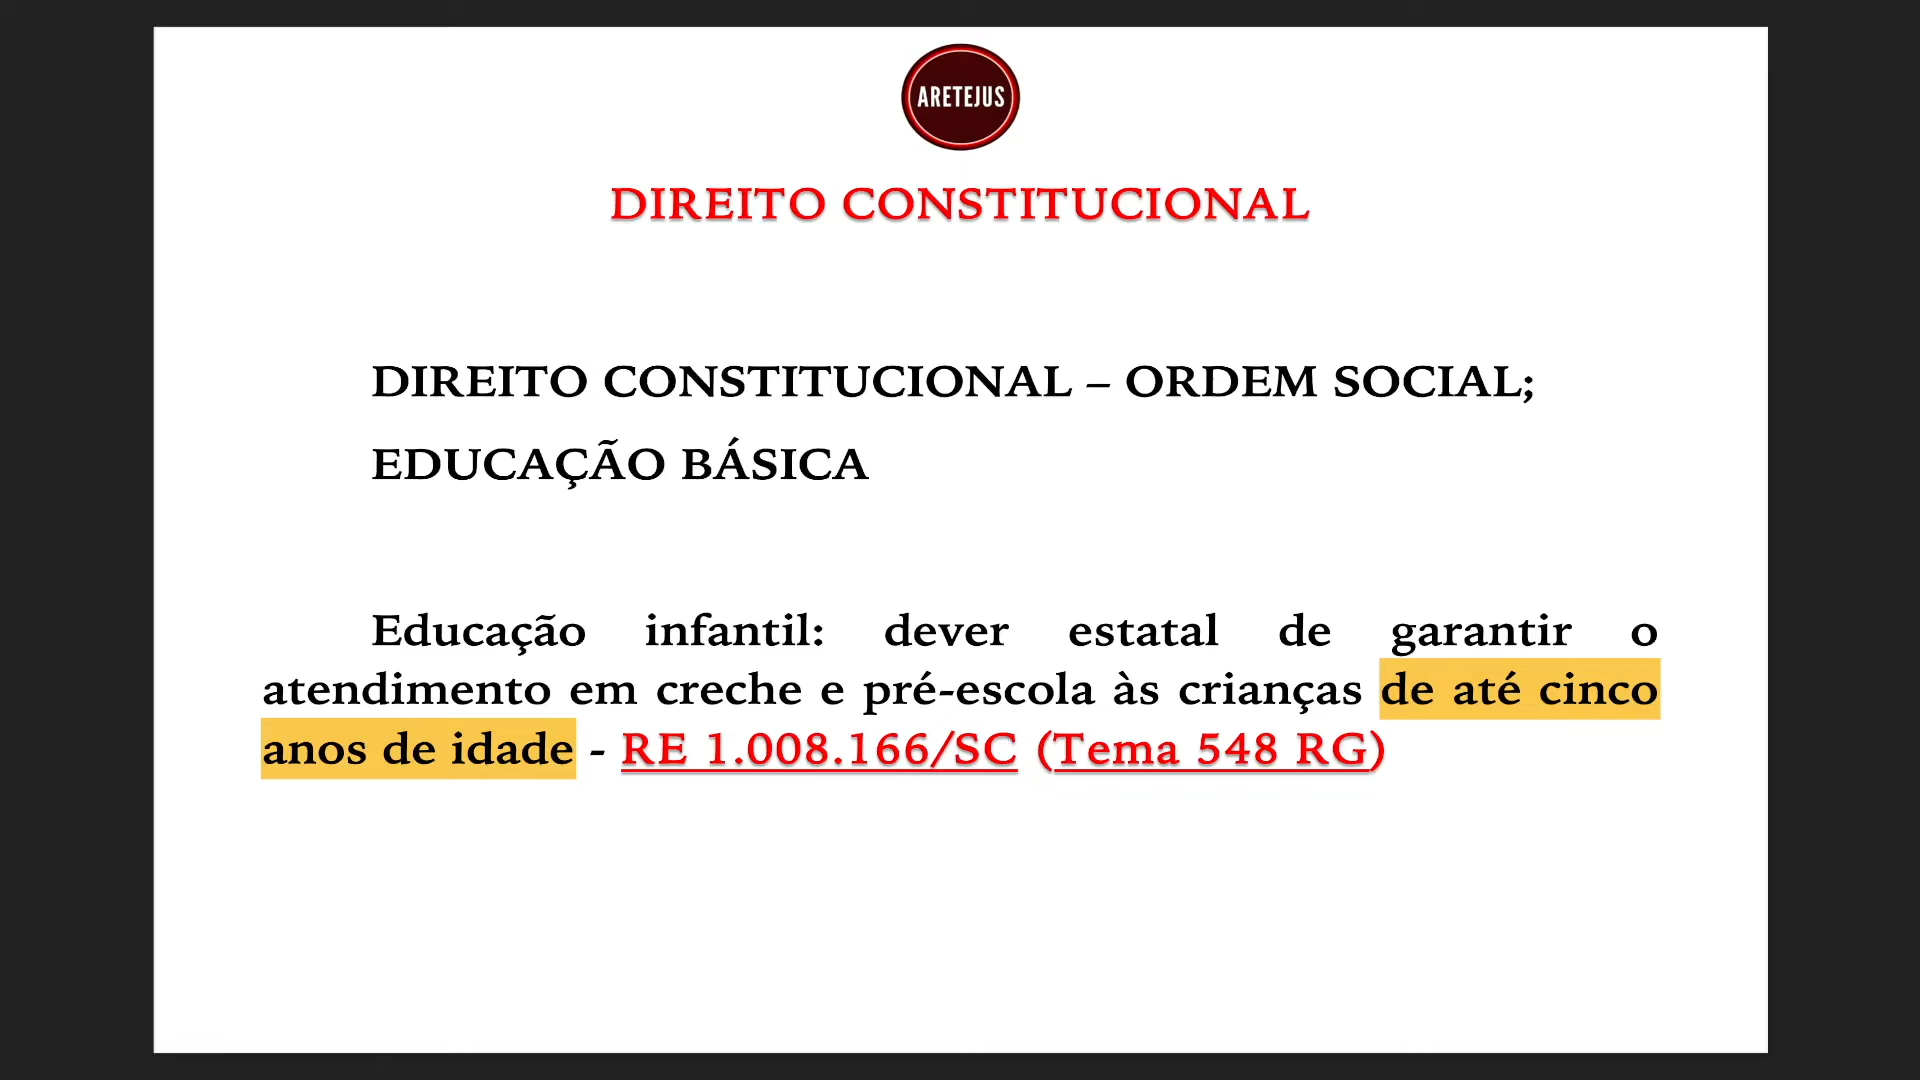 ARETEJUS
DIREITO CONSTITUCIONAL
DIREITO CONSTITUCIONAL – ORDEM SOCIAL;
EDUCAÇÃO BÁSICA
Educação infantil: dever estatal de garantir o
atendimento em creche e pré-escola às crianças de até cinco
anos de idade - RE 1.008.166/SC (Tema 548 RG)